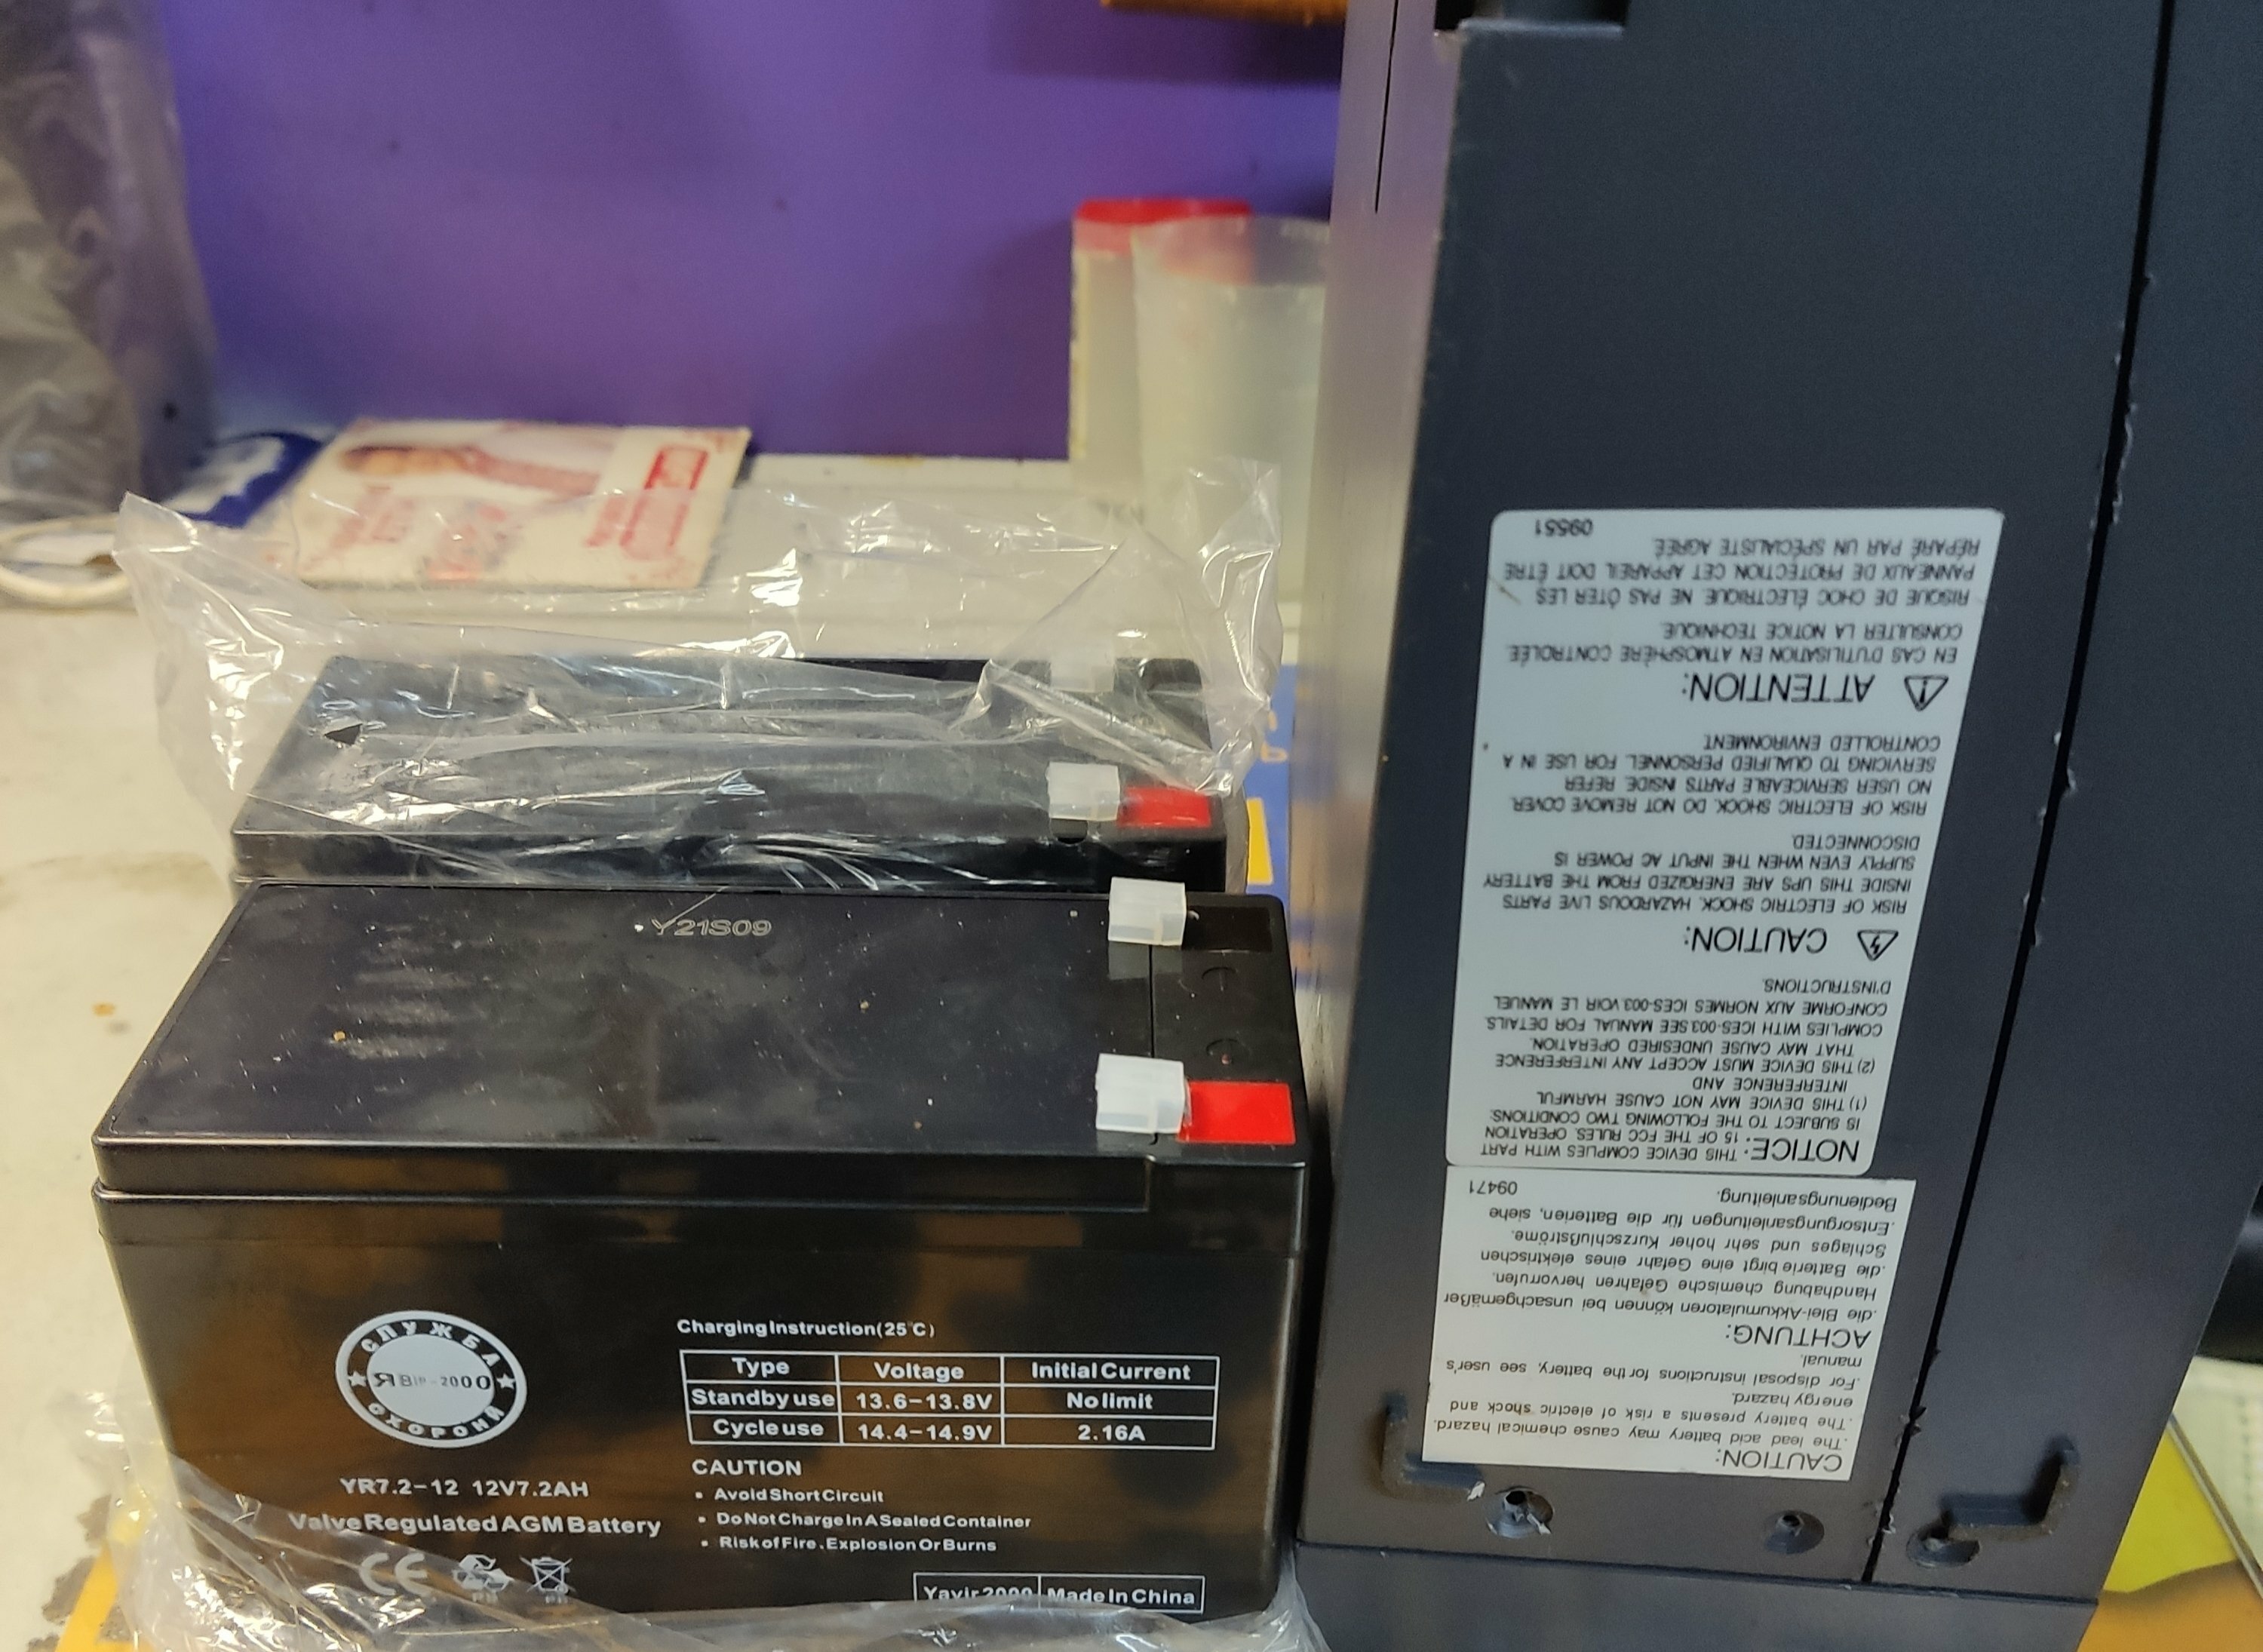 Y21S09
СЛУЖБА
ЯВІР-2000
ОХОРОНИ
YR7.2-12 12V7.2AH
Valve Regulated AGM Battery
CE
Charging Instruction(25℃)
Type Voltage Initial Current
Standby use 13.6-13.8V No limit
Cycle use 14.4-14.9V 2.16A
CAUTION
• Avoid Short Circuit
• Do Not Charge In A Sealed Container
• Risk of Fire.Explosion Or Burns
Yavir 2000 Made In China
CAUTION:
.The lead acid battery may cause chemical hazard.
.The battery presents a risk of electric shock and
energy hazard.
.For disposal instructions for the battery, see user's
manual.
ACHTUNG:
.die Blei-Akkumulatoren können bei unsachgemäßer
Handhabung chemische Gefahren hervorrufen.
.die Batterie birgt eine Gefahr eines elektrischen
Schlages und sehr hoher Kurzschlußströme.
.Entsorgungsanleitungen für die Batterien, siehe
Bedienungsanleitung.
09471
NOTICE: THIS DEVICE COMPLIES WITH PART
15 OF THE FCC RULES. OPERATION
IS SUBJECT TO THE FOLLOWING TWO CONDITIONS:
(1) THIS DEVICE MAY NOT CAUSE HARMFUL
INTERFERENCE AND
(2) THIS DEVICE MUST ACCEPT ANY INTERFERENCE
THAT MAY CAUSE UNDESIRED OPERATION.
COMPLIES WITH ICES-003.SEE MANUAL FOR DETAILS.
CONFORME AUX NORMES ICES-003.VOIR LE MANUEL
D'INSTRUCTIONS.
CAUTION:
RISK OF ELECTRIC SHOCK. HAZARDOUS LIVE PARTS
INSIDE THIS UPS ARE ENERGIZED FROM THE BATTERY
SUPPLY EVEN WHEN THE INPUT AC POWER IS
DISCONNECTED.
RISK OF ELECTRIC SHOCK. DO NOT REMOVE COVER.
NO USER SERVICEABLE PARTS INSIDE. REFER
SERVICING TO QUALIFIED PERSONNEL. FOR USE IN A
CONTROLLED ENVIRONMENT.
ATTENTION:
EN CAS D'UTILISATION EN ATMOSPHÈRE CONTROLÉE.
CONSULTER LA NOTICE TECHNIQUE.
RISQUE DE CHOC ÉLECTRIQUE. NE PAS ÔTER LES
PANNEAUX DE PROTECTION CET APPAREIL DOIT ÊTRE
RÉPARÉ PAR UN SPÉCIALISTE AGREÉ
09551